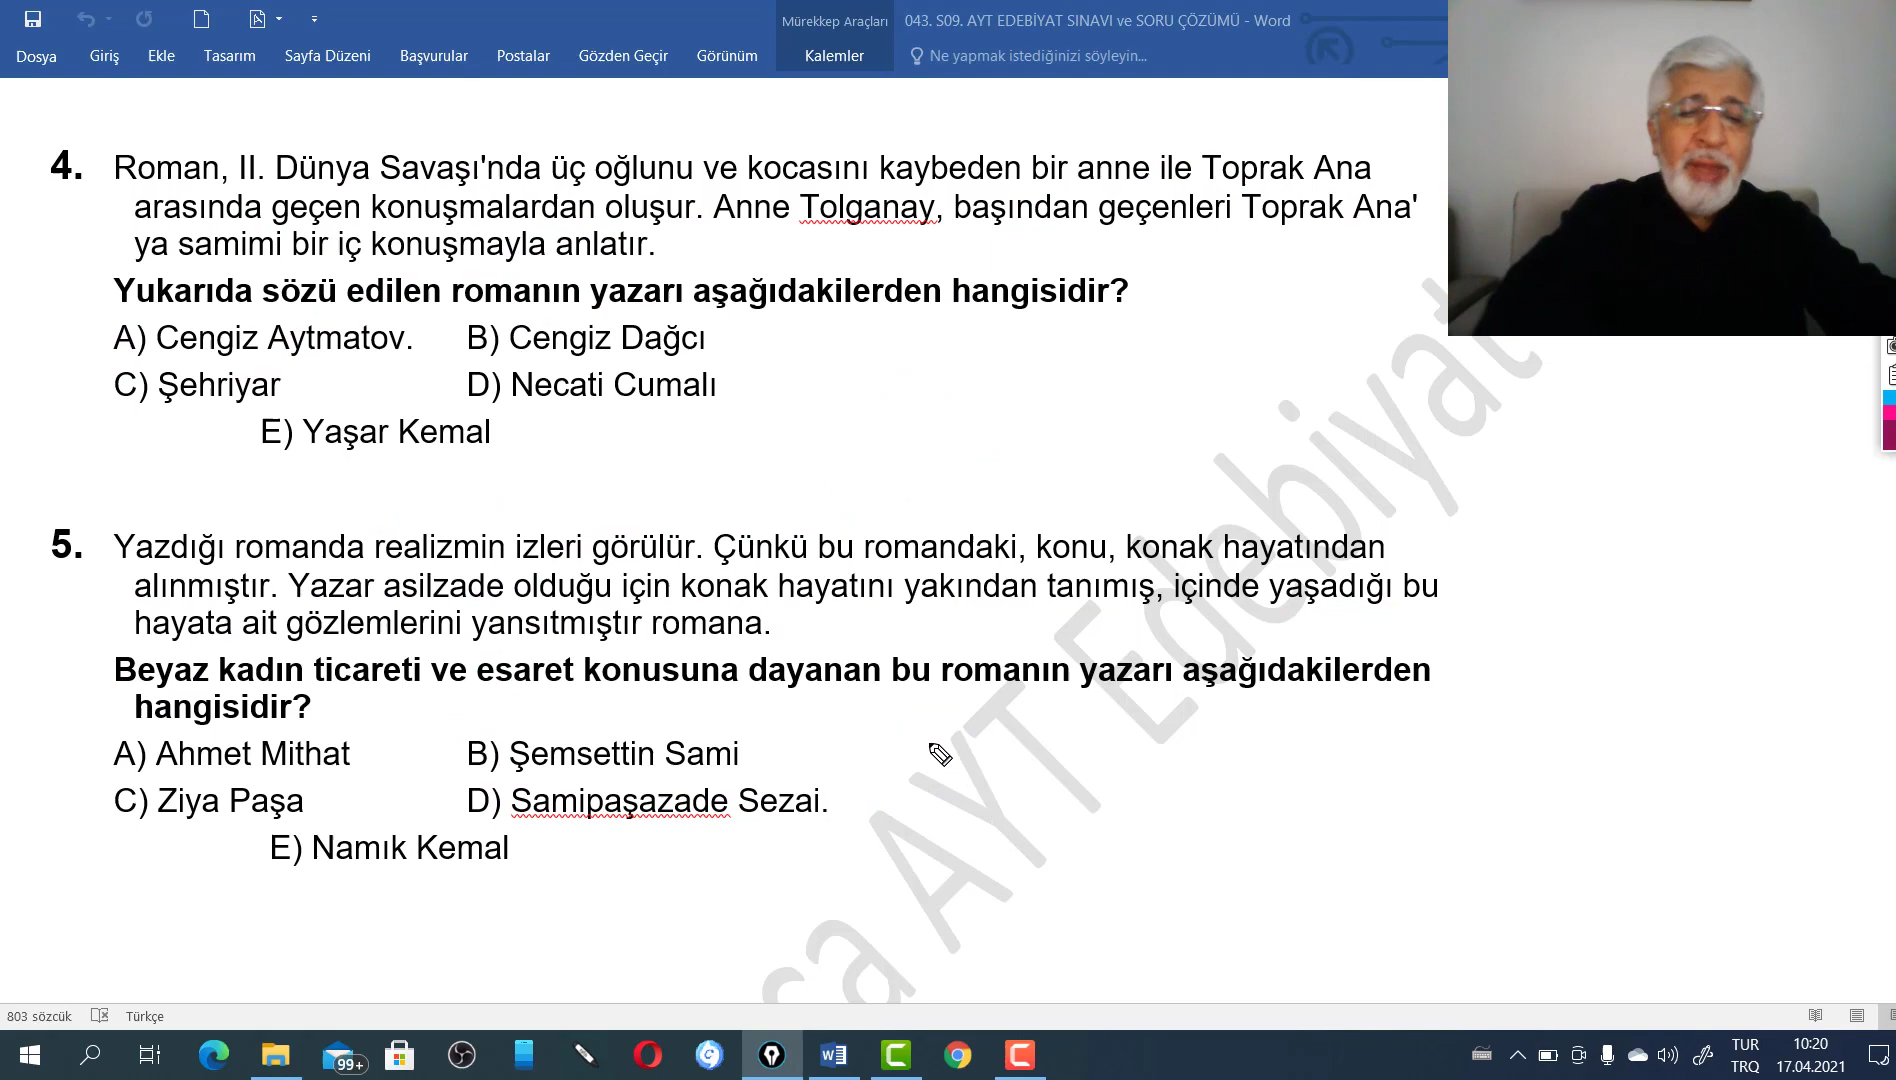 Mürekkep Araçları
043. S09. AYT EDEBİYAT SINAVI ve SORU ÇÖZÜMÜ - Word
Dosya Giriş Ekle Tasarım Sayfa Düzeni Başvurular Postalar Gözden Geçir Görünüm Kalemler Ne yapmak istediğinizi söyleyin...
4. Roman, II. Dünya Savaşı'nda üç oğlunu ve kocasını kaybeden bir anne ile Toprak Ana
arasında geçen konuşmalardan oluşur. Anne Tolganay, başından geçenleri Toprak Ana'
ya samimi bir iç konuşmayla anlatır.
Yukarıda sözü edilen romanın yazarı aşağıdakilerden hangisidir?
A) Cengiz Aytmatov. B) Cengiz Dağcı
C) Şehriyar D) Necati Cumalı
E) Yaşar Kemal
5. Yazdığı romanda realizmin izleri görülür. Çünkü bu romandaki, konu, konak hayatından
alınmıştır. Yazar asilzade olduğu için konak hayatını yakından tanımış, içinde yaşadığı bu
hayata ait gözlemlerini yansıtmıştır romana.
Beyaz kadın ticareti ve esaret konusuna dayanan bu romanın yazarı aşağıdakilerden
hangisidir?
A) Ahmet Mithat B) Şemsettin Sami
C) Ziya Paşa D) Samipaşazade Sezai.
E) Namık Kemal
AYT Edebiyat
803 sözcük Türkçe
99+
TUR 10:20
TRQ 17.04.2021